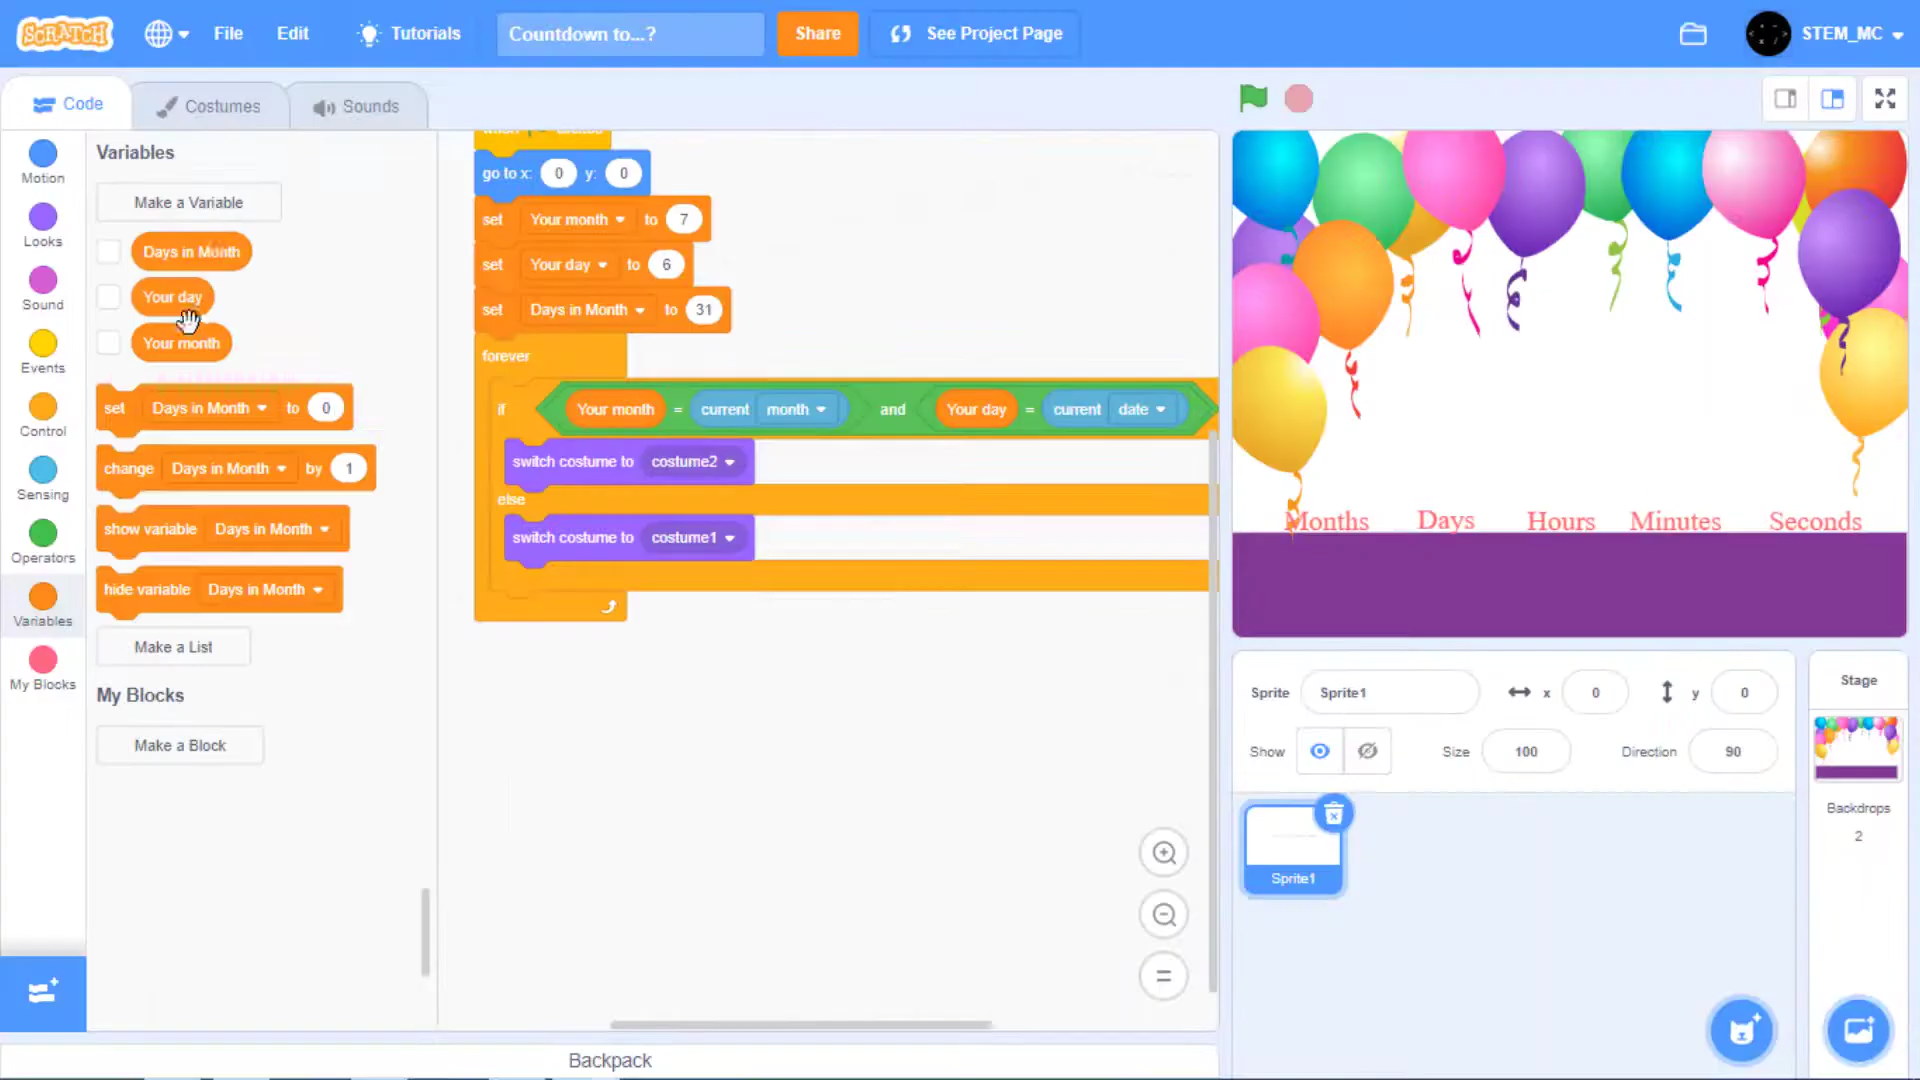 SCRATCH
File
Edit
Tutorials
Countdown to...?
Share
See Project Page
STEM_MC
Code
Costumes
Sounds
Motion
Looks
Sound
Events
Control
Sensing
Operators
Variables
My Blocks
Variables
Make a Variable
Days in Month
Your day
Your month
set Days in Month to 0
change Days in Month by 1
show variable Days in Month
hide variable Days in Month
Make a List
My Blocks
Make a Block
go to x: 0 y: 0
set Your month to 7
set Your day to 6
set Days in Month to 31
forever
if Your month = current month and Your day = current date
switch costume to costume2
else
switch costume to costume1
Backpack
Months Days Hours Minutes Seconds
Sprite Sprite1 x 0 y 0
Show Size 100 Direction 90
Sprite1
Stage
Backdrops
2